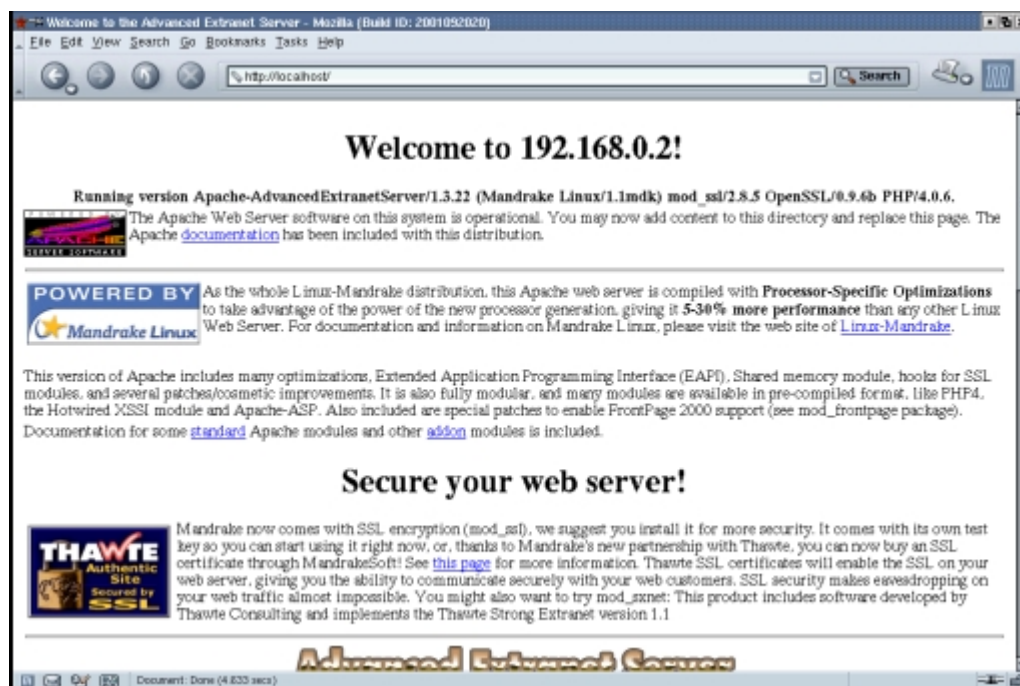 Welcome to the Advanced Extranet Server - Mozilla {Build ID: 2001092020}
File Edit View Search Go Bookmarks Tasks Help
http://localhost/ Search
Welcome to 192.168.0.2!
Running version Apache-AdvancedExtranetServer/1.3.22 (Mandrake Linux/1.1mdk) mod_ssl/2.8.5 OpenSSL/0.9.6b PHP/4.0.6.
APACHE
SERVER SOFTWARE
The Apache Web Server software on this system is operational. You may now add content to this directory and replace this page. The
Apache documentation has been included with this distribution.
POWERED BY
Mandrake Linux
As the whole Linux-Mandrake distribution, this Apache web server is compiled with Processor-Specific Optimizations
to take advantage of the power of the new processor generation, giving it 5-30% more performance than any other Linux
Web Server. For documentation and information on Mandrake Linux, please visit the web site of Linux-Mandrake.
This version of Apache includes many optimizations, Extended Application Programming Interface (EAPI), Shared memory module, hooks for SSL
modules, and several patches/cosmetic improvements. It is also fully modular, and many modules are available in pre-compiled format, like PHP4,
the Hotwired XSSI module and Apache-ASP. Also included are special patches to enable FrontPage 2000 support (see mod_frontpage package).
Documentation for some standard Apache modules and other addon modules is included.
Secure your web server!
THAWTE
Authentic
Site
Secured by
SSL
Mandrake now comes with SSL encryption (mod_ssl), we suggest you install it for more security. It comes with its own test
key so you can start using it right now, or, thanks to Mandrake's new partnership with Thawte, you can now buy an SSL
certificate through MandrakeSoft! See this page for more information. Thawte SSL certificates will enable the SSL on your
web server, giving you the ability to communicate securely with your web customers. SSL security makes eavesdropping on
your web traffic almost impossible. You might also want to try mod_sxnet: This product includes software developed by
Thawte Consulting and implements the Thawte Strong Extranet version 1.1
Advanced Extranet Server
Document: Done (4.833 secs)